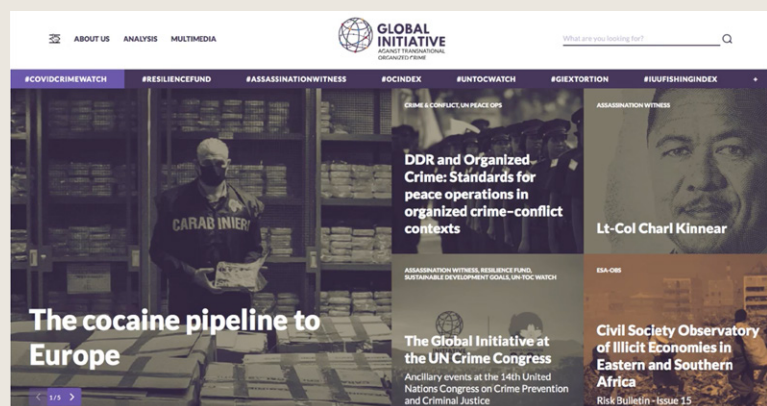 ABOUT US ANALYSIS MULTIMEDIA
GLOBAL
INITIATIVE
AGAINST TRANSNATIONAL
ORGANIZED CRIME
What are you looking for?
#COVIDCRIMEWATCH #RESILIENCEFUND #ASSASSINATIONWITNESS #OCINDEX #UNTOCWATCH #GIEXTORTION #IUUFISHINGINDEX +
CARABINIERI
The cocaine pipeline to
Europe
1/5
CRIME & CONFLICT, UN PEACE OPS
DDR and Organized
Crime: Standards for
peace operations in
organized crime–conflict
contexts
ASSASSINATION WITNESS
Lt-Col Charl Kinnear
ASSASSINATION WITNESS, RESILIENCE FUND,
SUSTAINABLE DEVELOPMENT GOALS, UN-TOC WATCH
The Global Initiative at
the UN Crime Congress
Ancillary events at the 14th United
Nations Congress on Crime Prevention
and Criminal Justice
ESA-OBS
Civil Society Observatory
of Illicit Economies in
Eastern and Southern
Africa
Risk Bulletin - Issue 15